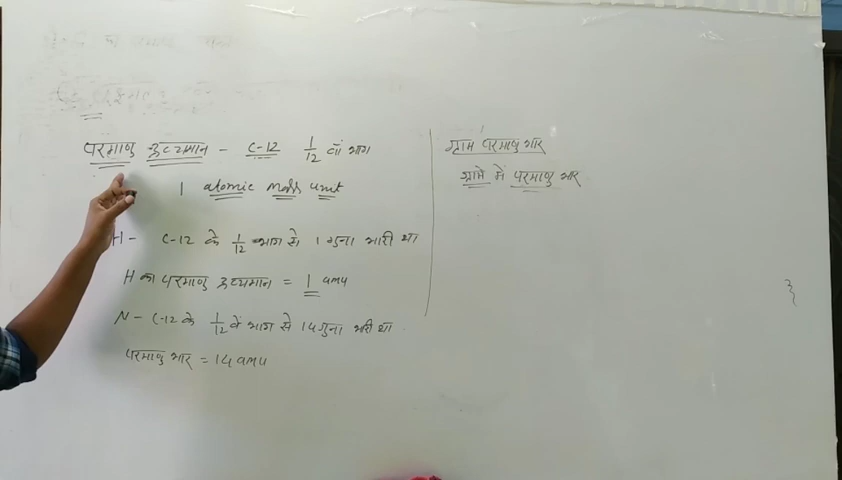 परमाणु द्रव्यमान - C-12 1/12 वाँ भाग
1 atomic mass unit
H - C-12 के 1/12 भाग से 1 गुना भारी था
H का परमाणु द्रव्यमान = 1 amu
N - C-12 के 1/12 वें भाग से 14 गुना भारी था
परमाणु भार = 14 amu
ग्राम परमाणु भार
ग्राम में परमाणु भार